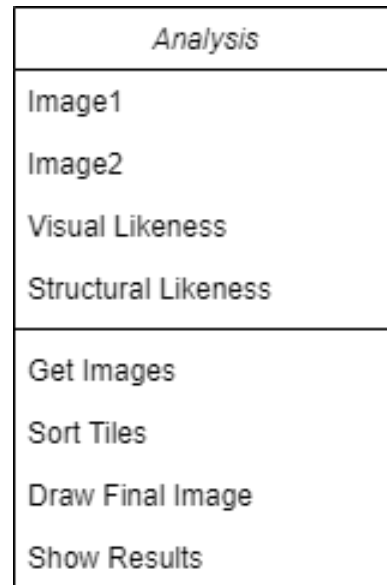 Analysis
Image1
Image2
Visual Likeness
Structural Likeness
Get Images
Sort Tiles
Draw Final Image
Show Results